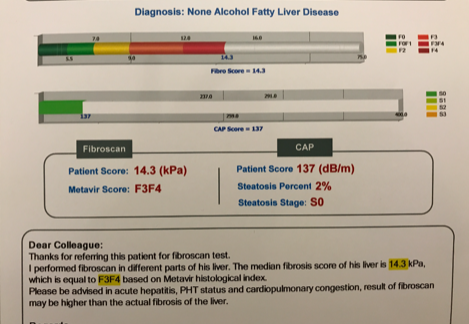 Diagnosis: None Alcohol Fatty Liver Disease
7.0 12.0 16.0
F0 F3
F0F1 F3F4
F2 F4
5.5 9.0 14.3 75.0
Fibro Score = 14.3
237.0 291.0
S0
S1
S2
S3
137 259.0 400.0
CAP Score = 137
Fibroscan CAP
Patient Score: 14.3 (kPa) Patient Score 137 (dB/m)
Metavir Score: F3F4 Steatosis Percent 2%
Steatosis Stage: S0
Dear Colleague:
Thanks for referring this patient for fibroscan test.
I performed fibroscan in different parts of his liver. The median fibrosis score of his liver is 14.3 kPa,
which is equal to F3F4 based on Metavir histological index.
Please be advised in acute hepatitis, PHT status and cardiopulmonary congestion, result of fibroscan
may be higher than the actual fibrosis of the liver.